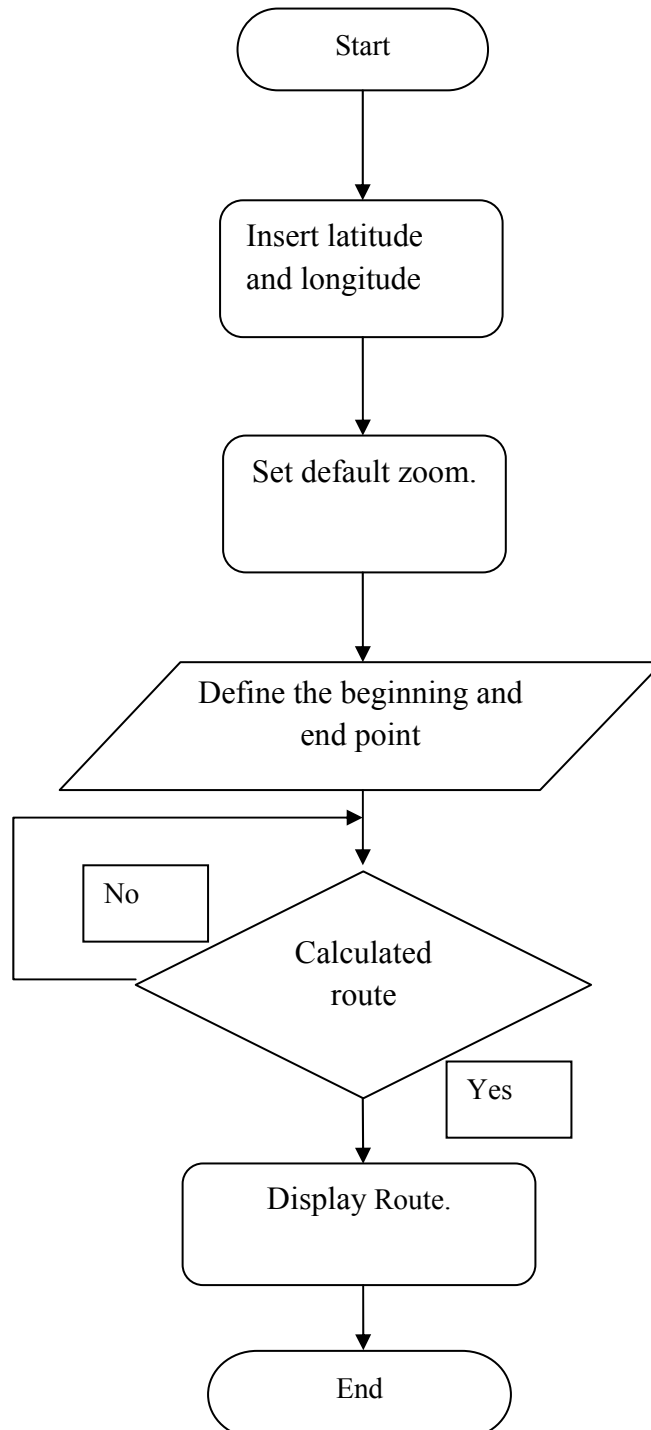 Start
Insert latitude
and longitude
Set default zoom.
Define the beginning and
end point
No
Calculated
route
Yes
Display Route.
End